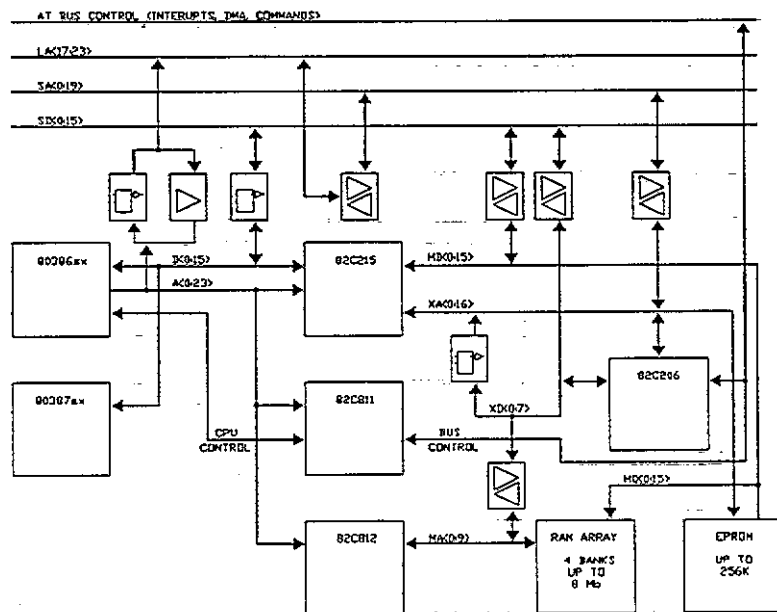 AT BUS CONTROL (INTERRUPTS, DMA, COMMANDS)
LA(17:23)
SA(0:19)
SD(0:15)
80386sx
D(0:15)
A(0:23)
82C215
MD(0:15)
XA(0:16)
82C206
80387sx
82C811
XD(0:7)
CPU
CONTROL
BUS
CONTROL
MD(0:15)
82C812
MA(0:9)
RAM ARRAY
4 BANKS
UP TO
8 Mb
EPROM
UP TO
256K